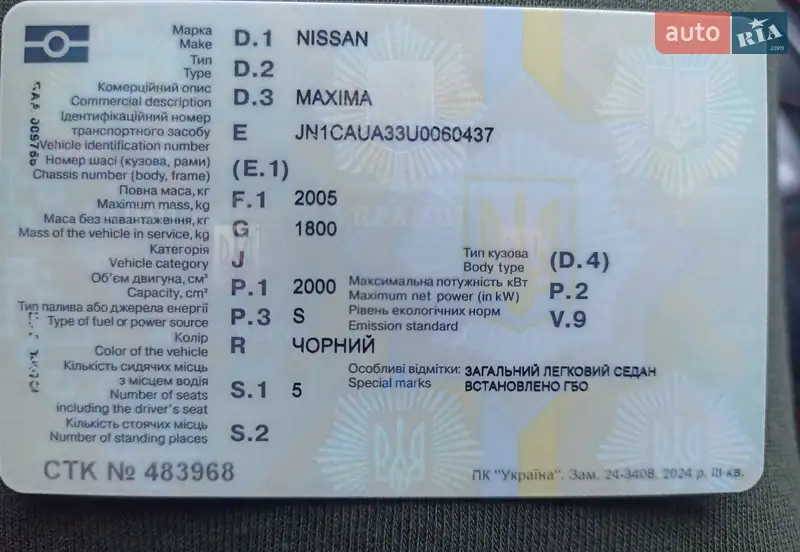 auto RIA.com
Марка
Make D.1 NISSAN
Тип
Type D.2
Комерційний опис
Commercial description D.3 MAXIMA
Ідентифікаційний номер
транспортного засобу E JN1CAUA33U0060437
Vehicle identification number
Номер шасі (кузова, рами)
Chassis number (body, frame) (E.1)
Повна маса, кг
Maximum mass, kg F.1 2005
Маса без навантаження, кг
Mass of the vehicle in service, kg G 1800
Категорія
Vehicle category J
Тип кузова
Body type (D.4)
Об'єм двигуна, см³
Capacity, cm³ P.1 2000
Максимальна потужність кВт
Maximum net power (in kW) P.2
Тип палива або джерела енергії
Type of fuel or power source P.3 S
Рівень екологічних норм
Emission standard V.9
Колір
Color of the vehicle R ЧОРНИЙ
Кількість сидячих місць
з місцем водія
Number of seats
including the driver's seat S.1 5
Особливі відмітки: ЗАГАЛЬНИЙ ЛЕГКОВИЙ СЕДАН
Special marks ВСТАНОВЛЕНО ГБО
Кількість стоячих місць
Number of standing places S.2
СТК № 483968
ПК "Україна". Зам. 24-3408. 2024 р. III кв.